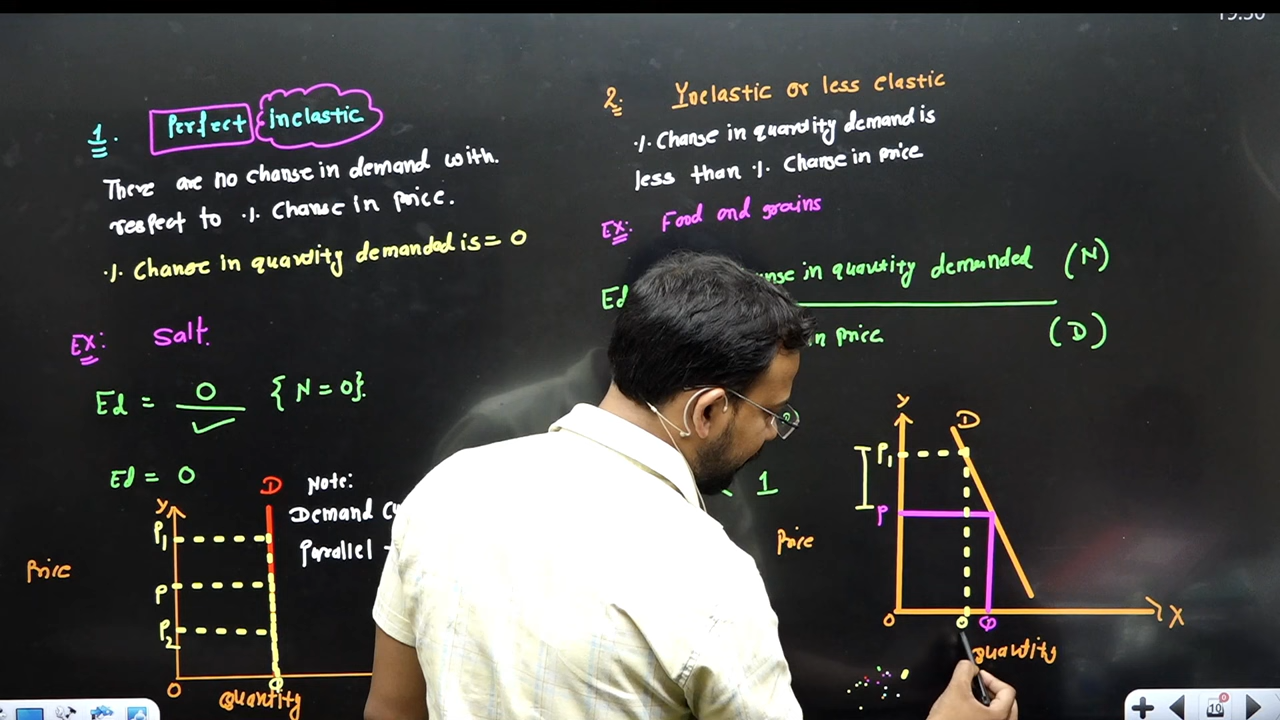 1. Perfect inelastic
There are no change in demand with
respect to ·/. Change in price.
·/. Change in quantity demanded is = 0
EX: Salt.
Ed = 0 { N = 0}.
Ed = 0
Note:
Demand
Parallel
Y
D
P1
P
P2
Price
O
Q
quantity
2. Inelastic or less elastic
·/. Change in quantity demand is
less than ·/. Change in price
EX: Food and grains
Ed in quantity demanded (N)
in price (D)
< 1
Y
D
P1
P
Price
O
Q
X
quantity
10